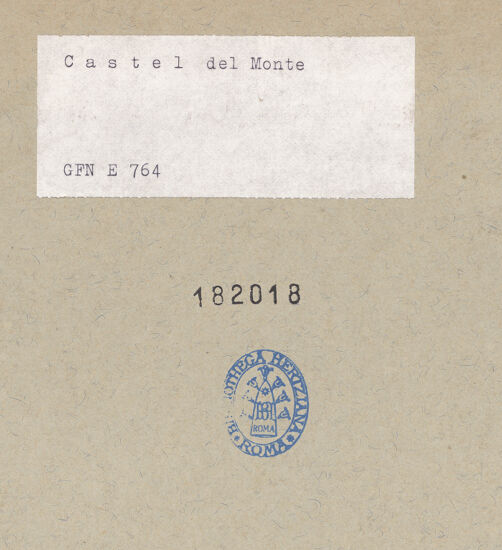 C a s t e l del Monte
GFN E 764
182018
HERTZIANA
ROMA
ROMA